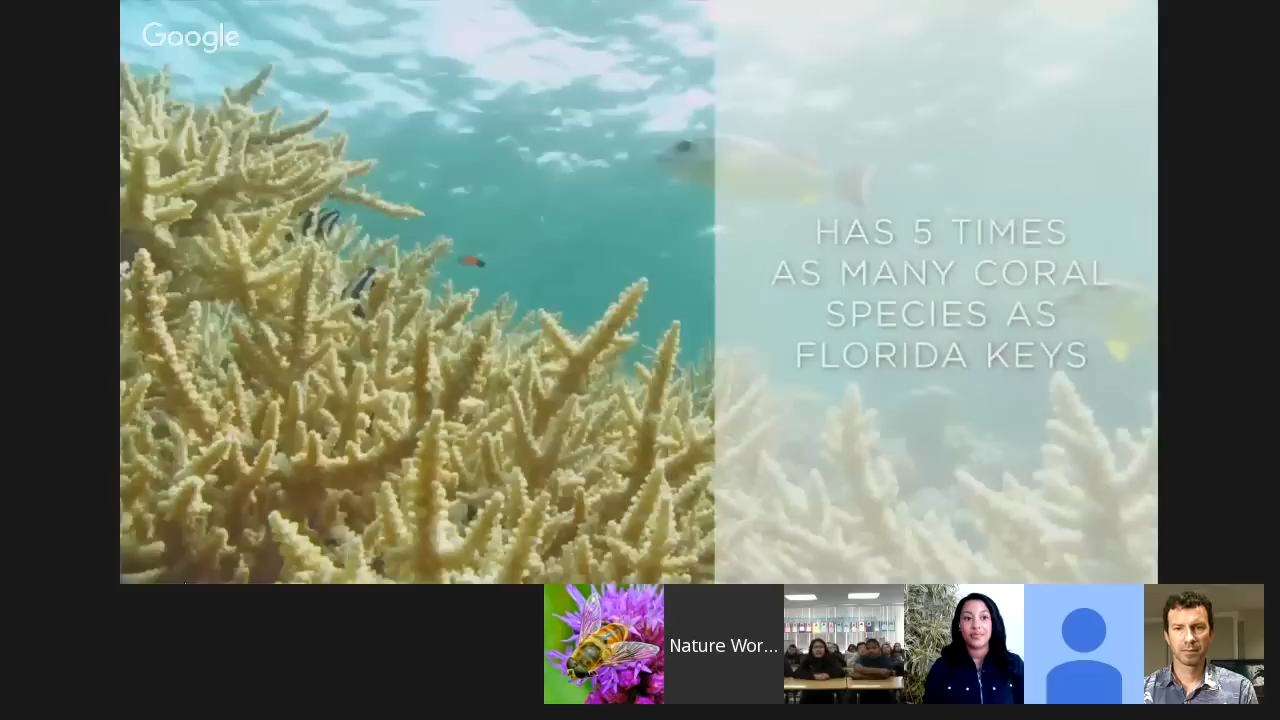 Google
HAS 5 TIMES
AS MANY CORAL
SPECIES AS
FLORIDA KEYS
Nature Wor...